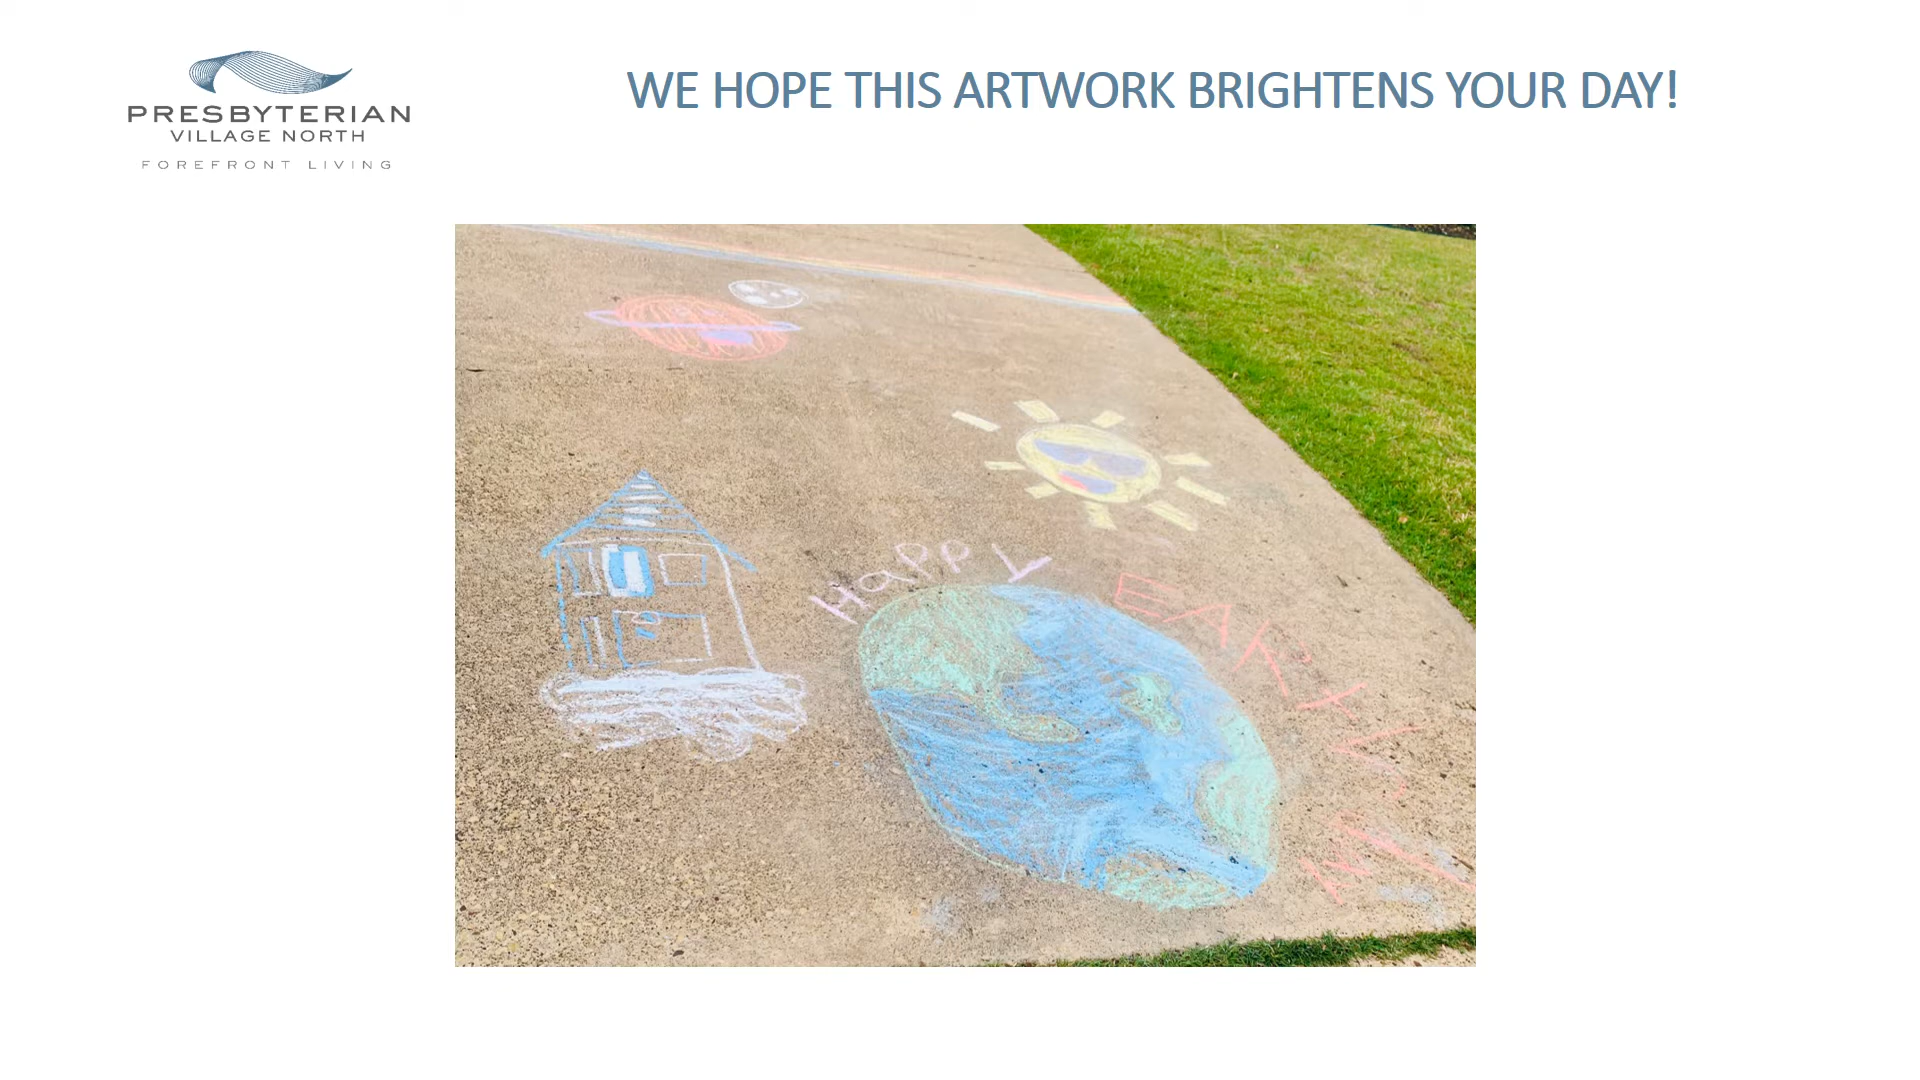 PRESBYTERIAN
VILLAGE NORTH
FOREFRONT LIVING
WE HOPE THIS ARTWORK BRIGHTENS YOUR DAY!
Happy
EARTH